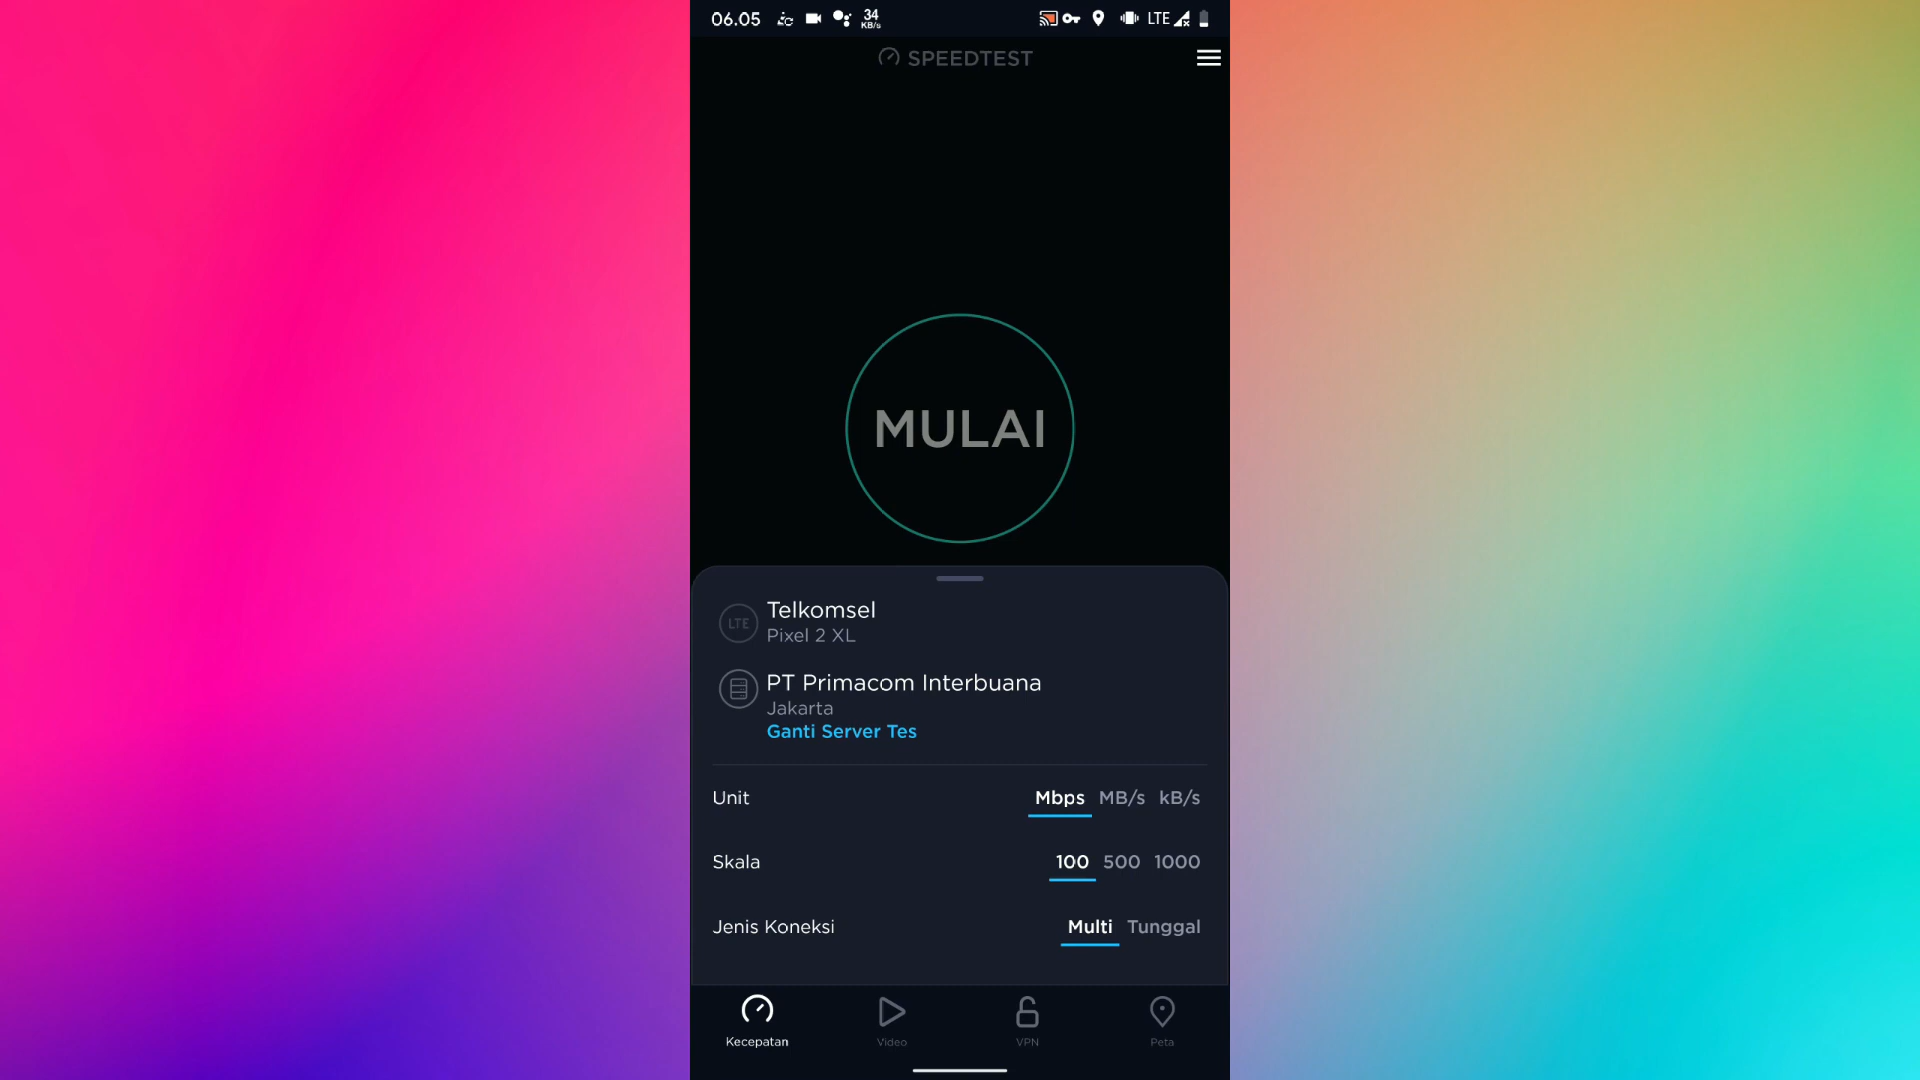 06.05 34 KB/s LTE
SPEEDTEST
MULAI
LTE Telkomsel
Pixel 2 XL
PT Primacom Interbuana
Jakarta
Ganti Server Tes
Unit Mbps MB/s kB/s
Skala 100 500 1000
Jenis Koneksi Multi Tunggal
Kecepatan Video VPN Peta